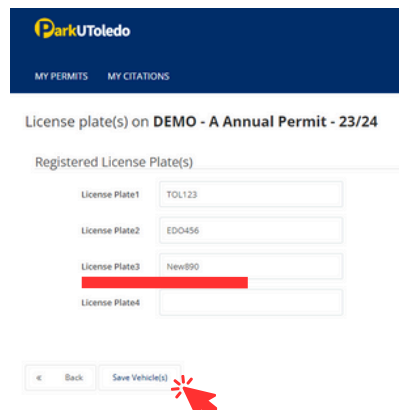 ParkUToledo
MY PERMITS MY CITATIONS
License plate(s) on DEMO - A Annual Permit - 23/24
Registered License Plate(s)
License Plate1 TOL123
License Plate2 EDO456
License Plate3 New890
License Plate4
« Back Save Vehicle(s)